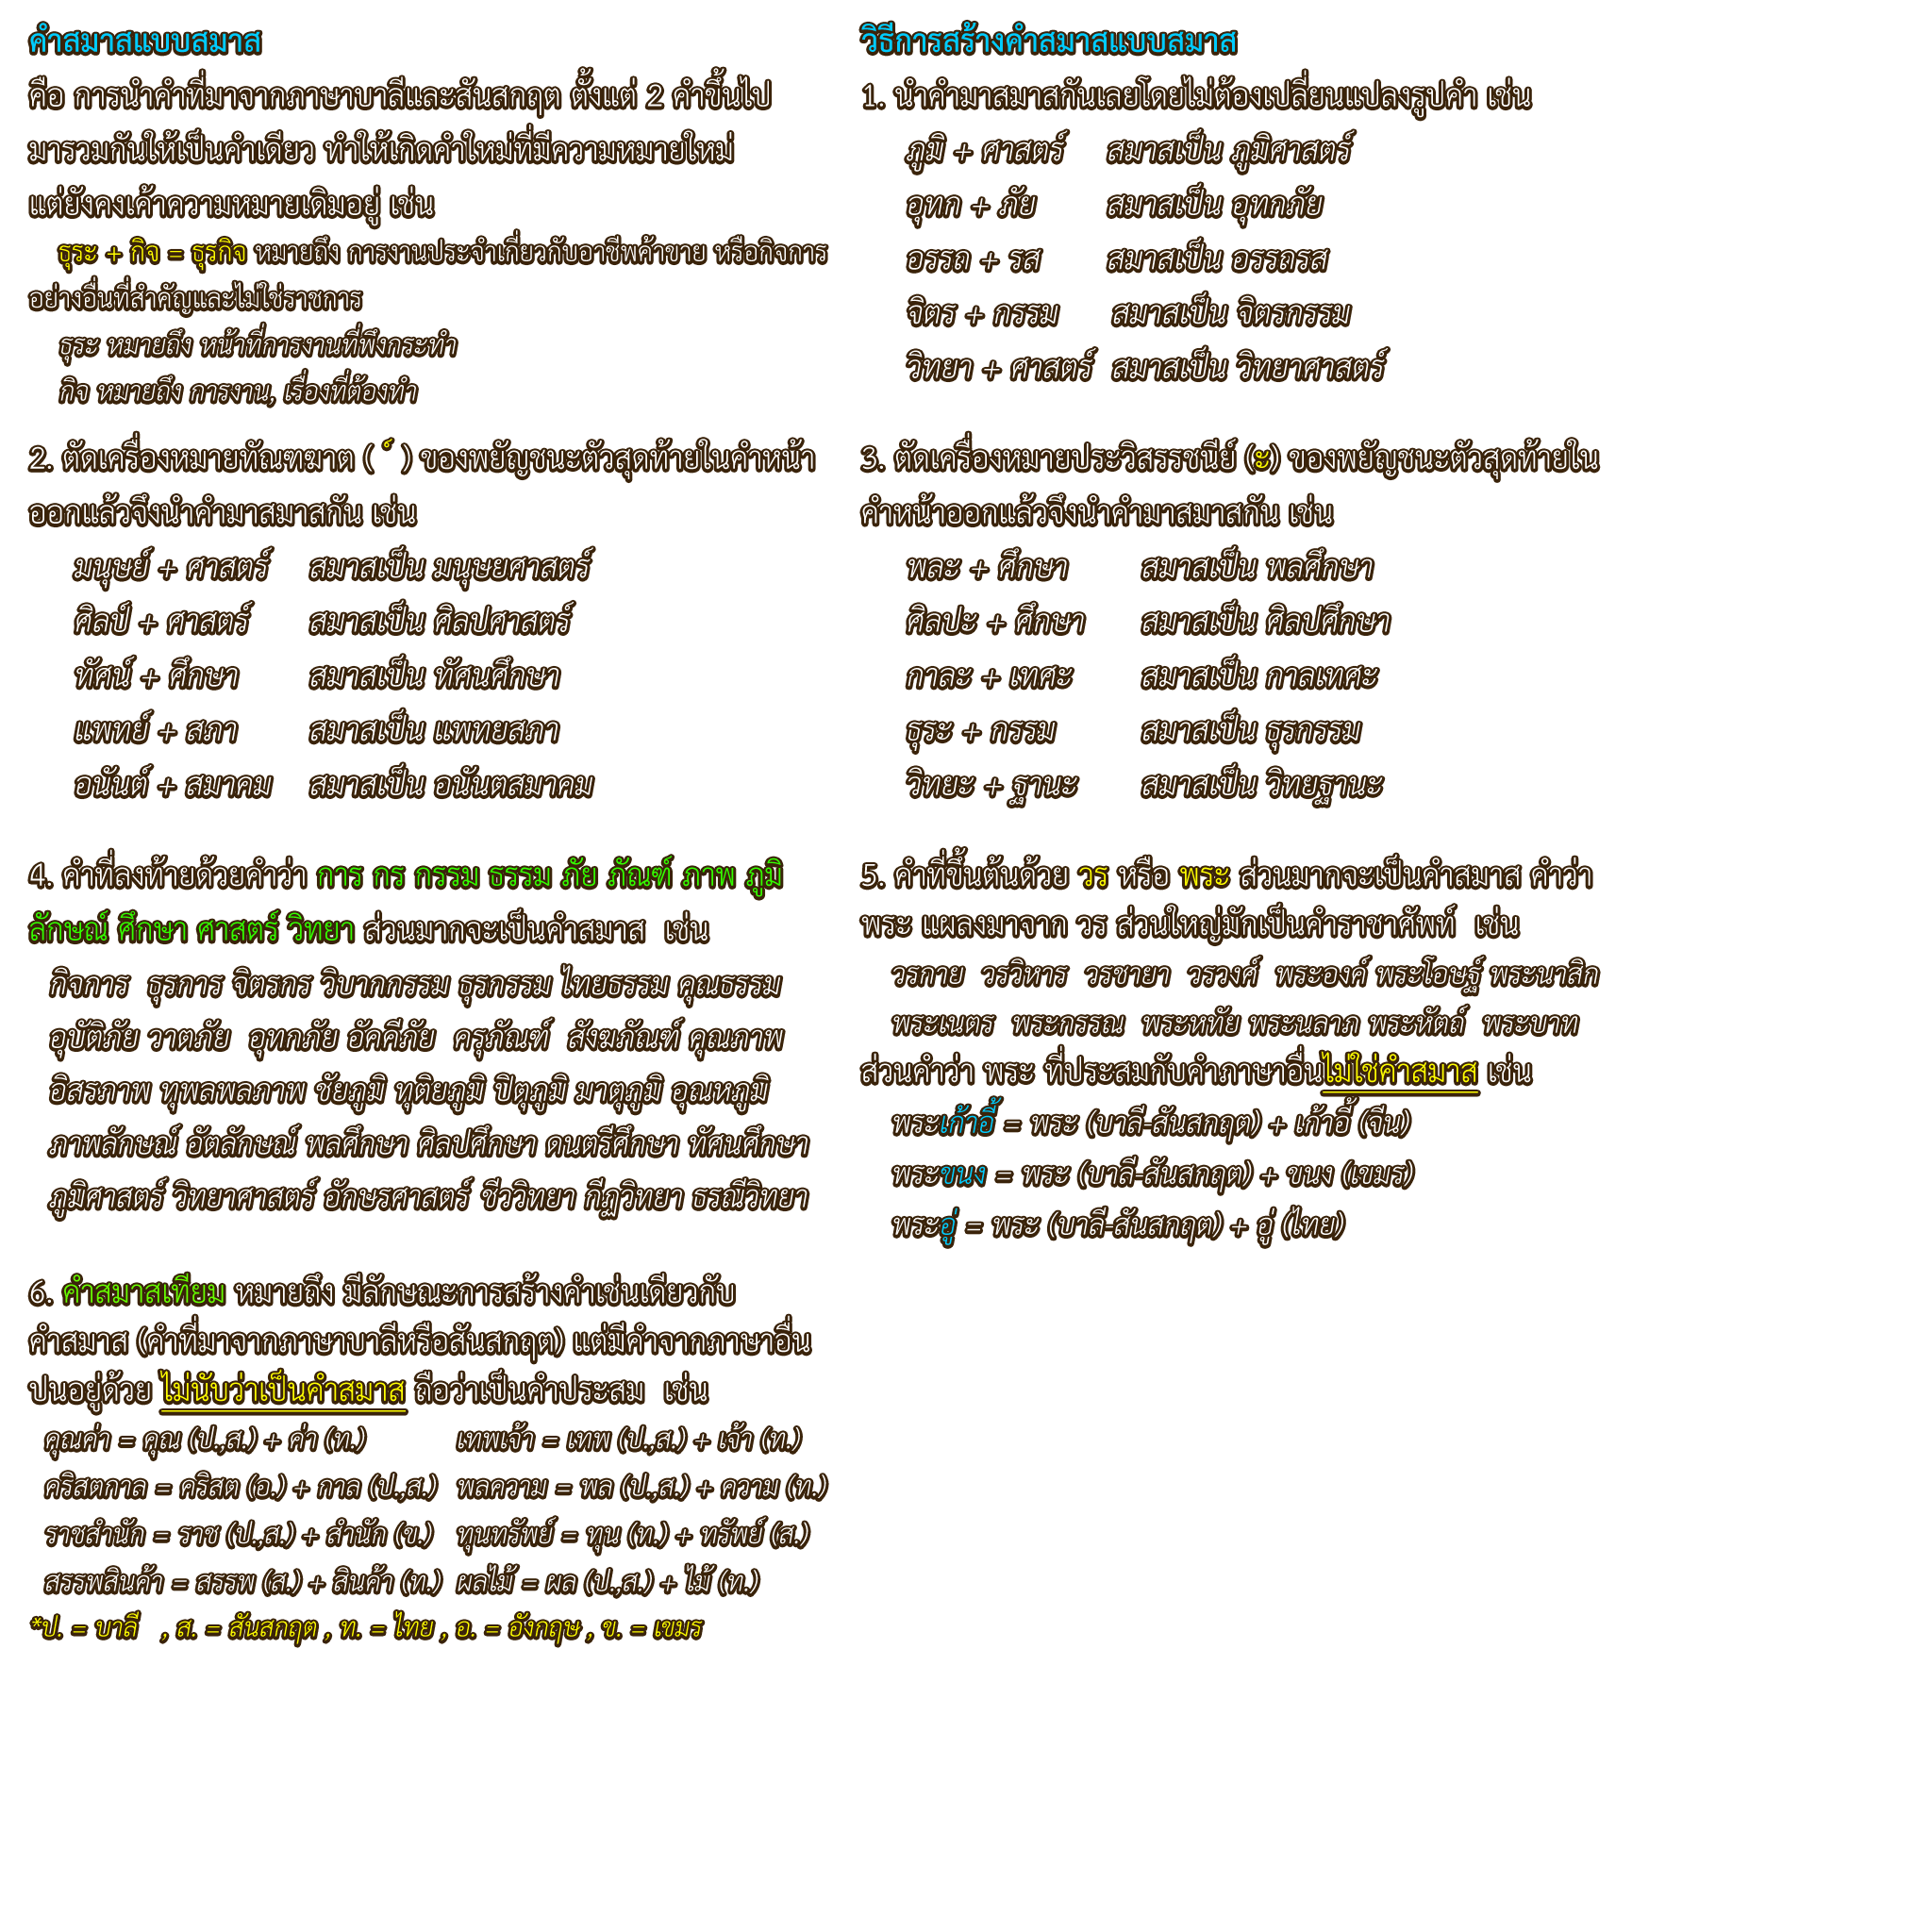 คำสมาสแบบสมาส
คือ การนำคำที่มาจากภาษาบาลีและสันสกฤต ตั้งแต่ 2 คำขึ้นไป
มารวมกันให้เป็นคำเดียว ทำให้เกิดคำใหม่ที่มีความหมายใหม่
แต่ยังคงเค้าความหมายเดิมอยู่ เช่น
ธุระ + กิจ = ธุรกิจ หมายถึง การงานประจำเกี่ยวกับอาชีพค้าขาย หรือกิจการ
อย่างอื่นที่สำคัญและไม่ใช่ราชการ
ธุระ หมายถึง หน้าที่การงานที่พึงกระทำ
กิจ หมายถึง การงาน, เรื่องที่ต้องทำ
วิธีการสร้างคำสมาสแบบสมาส
1. นำคำมาสมาสกันเลยโดยไม่ต้องเปลี่ยนแปลงรูปคำ เช่น
ภูมิ + ศาสตร์ สมาสเป็น ภูมิศาสตร์
อุทก + ภัย สมาสเป็น อุทกภัย
อรรถ + รส สมาสเป็น อรรถรส
จิตร + กรรม สมาสเป็น จิตรกรรม
วิทยา + ศาสตร์ สมาสเป็น วิทยาศาสตร์
2. ตัดเครื่องหมายทัณฑฆาต ( ์ ) ของพยัญชนะตัวสุดท้ายในคำหน้า
ออกแล้วจึงนำคำมาสมาสกัน เช่น
มนุษย์ + ศาสตร์ สมาสเป็น มนุษยศาสตร์
ศิลป์ + ศาสตร์ สมาสเป็น ศิลปศาสตร์
ทัศน์ + ศึกษา สมาสเป็น ทัศนศึกษา
แพทย์ + สภา สมาสเป็น แพทยสภา
อนันต์ + สมาคม สมาสเป็น อนันตสมาคม
3. ตัดเครื่องหมายประวิสรรชนีย์ (ะ) ของพยัญชนะตัวสุดท้ายใน
คำหน้าออกแล้วจึงนำคำมาสมาสกัน เช่น
พละ + ศึกษา สมาสเป็น พลศึกษา
ศิลปะ + ศึกษา สมาสเป็น ศิลปศึกษา
กาละ + เทศะ สมาสเป็น กาลเทศะ
ธุระ + กรรม สมาสเป็น ธุรกรรม
วิทยะ + ฐานะ สมาสเป็น วิทยฐานะ
4. คำที่ลงท้ายด้วยคำว่า การ กร กรรม ธรรม ภัย ภัณฑ์ ภาพ ภูมิ
ลักษณ์ ศึกษา ศาสตร์ วิทยา ส่วนมากจะเป็นคำสมาส เช่น
กิจการ ธุรการ จิตรกร วิบากกรรม ธุรกรรม ไทยธรรม คุณธรรม
อุบัติภัย วาตภัย อุทกภัย อัคคีภัย ครุภัณฑ์ สังฆภัณฑ์ คุณภาพ
อิสรภาพ ทุพลพลภาพ ชัยภูมิ ทุติยภูมิ ปิตุภูมิ มาตุภูมิ อุณหภูมิ
ภาพลักษณ์ อัตลักษณ์ พลศึกษา ศิลปศึกษา ดนตรีศึกษา ทัศนศึกษา
ภูมิศาสตร์ วิทยาศาสตร์ อักษรศาสตร์ ชีววิทยา กีฏวิทยา ธรณีวิทยา
5. คำที่ขึ้นต้นด้วย วร หรือ พระ ส่วนมากจะเป็นคำสมาส คำว่า
พระ แผลงมาจาก วร ส่วนใหญ่มักเป็นคำราชาศัพท์ เช่น
วรกาย วรวิหาร วรชายา วรวงศ์ พระองค์ พระโอษฐ์ พระนาสิก
พระเนตร พระกรรณ พระหทัย พระนลาภ พระหัตถ์ พระบาท
ส่วนคำว่า พระ ที่ประสมกับคำภาษาอื่นไม่ใช่คำสมาส เช่น
พระเก้าอี้ = พระ (บาลี-สันสกฤต) + เก้าอี้ (จีน)
พระขนง = พระ (บาลี-สันสกฤต) + ขนง (เขมร)
พระอู่ = พระ (บาลี-สันสกฤต) + อู่ (ไทย)
6. คำสมาสเทียม หมายถึง มีลักษณะการสร้างคำเช่นเดียวกับ
คำสมาส (คำที่มาจากภาษาบาลีหรือสันสกฤต) แต่มีคำจากภาษาอื่น
ปนอยู่ด้วย ไม่นับว่าเป็นคำสมาส ถือว่าเป็นคำประสม เช่น
คุณค่า = คุณ (ป.,ส.) + ค่า (ท.) เทพเจ้า = เทพ (ป.,ส.) + เจ้า (ท.)
คริสตกาล = คริสต (อ.) + กาล (ป.,ส.) พลความ = พล (ป.,ส.) + ความ (ท.)
ราชสำนัก = ราช (ป.,ส.) + สำนัก (ข.) ทุนทรัพย์ = ทุน (ท.) + ทรัพย์ (ส.)
สรรพสินค้า = สรรพ (ส.) + สินค้า (ท.) ผลไม้ = ผล (ป.,ส.) + ไม้ (ท.)
*ป. = บาลี , ส. = สันสกฤต , ท. = ไทย , อ. = อังกฤษ , ข. = เขมร